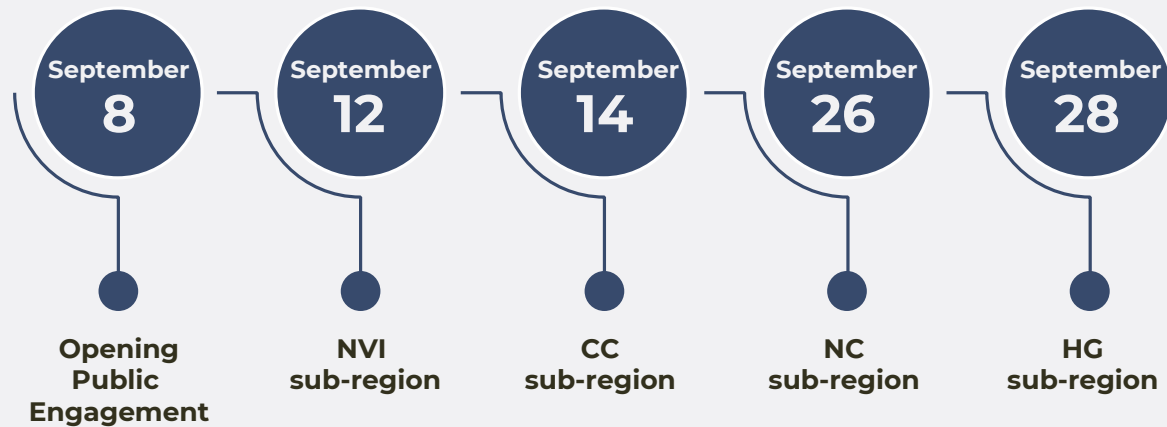 September
8
September
12
September
14
September
26
September
28
Opening
Public
Engagement
NVI
sub-region
CC
sub-region
NC
sub-region
HG
sub-region